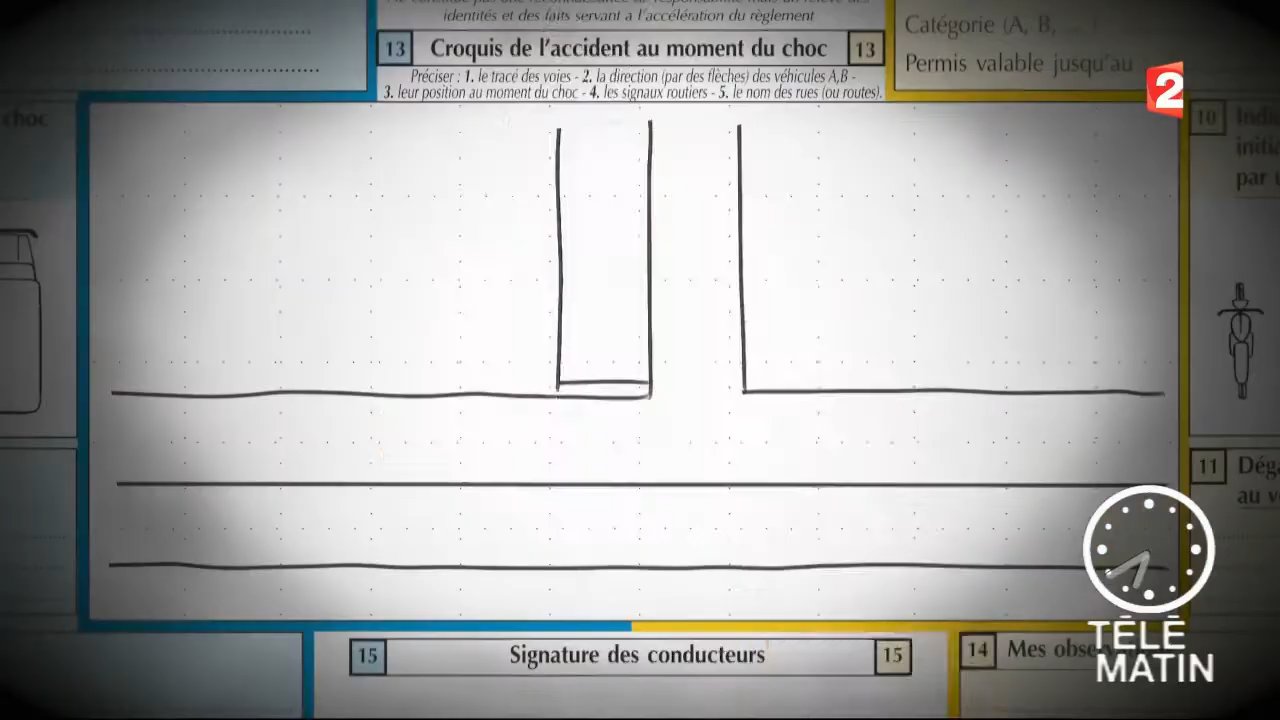 identités et des faits servant a l'accélération du règlement
13 Croquis de l'accident au moment du choc 13
Préciser : 1. le tracé des voies - 2. la direction (par des flèches) des véhicules A,B -
3. leur position au moment du choc - 4. les signaux routiers - 5. le nom des rues (ou routes).
Catégorie (A, B,
Permis valable jusqu'au
2
choc
10
par
11
au
15 Signature des conducteurs 15
14 Mes
TÉLÉ
MATIN